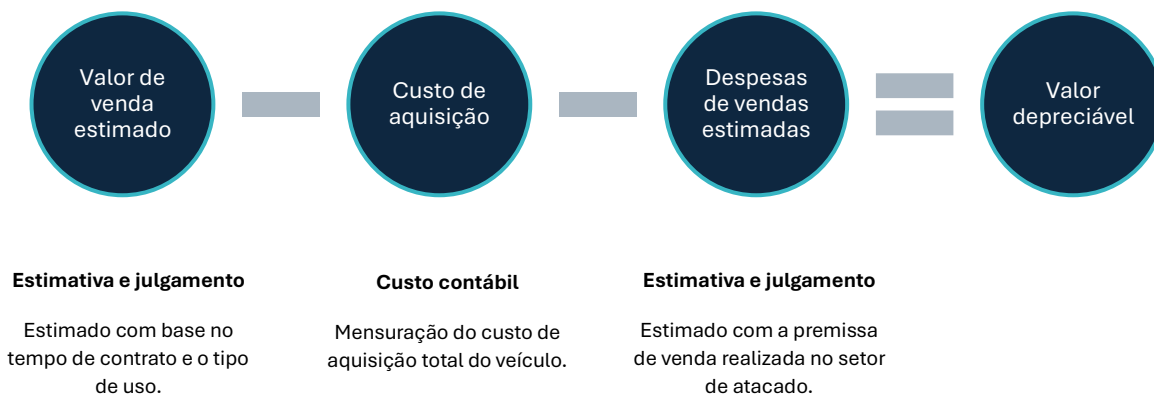 Valor de
venda
estimado
Custo de
aquisição
Despesas
de vendas
estimadas
Valor
depreciável
Estimativa e julgamento
Estimado com base no
tempo de contrato e o tipo
de uso.
Custo contábil
Mensuração do custo de
aquisição total do veículo.
Estimativa e julgamento
Estimado com a premissa
de venda realizada no setor
de atacado.